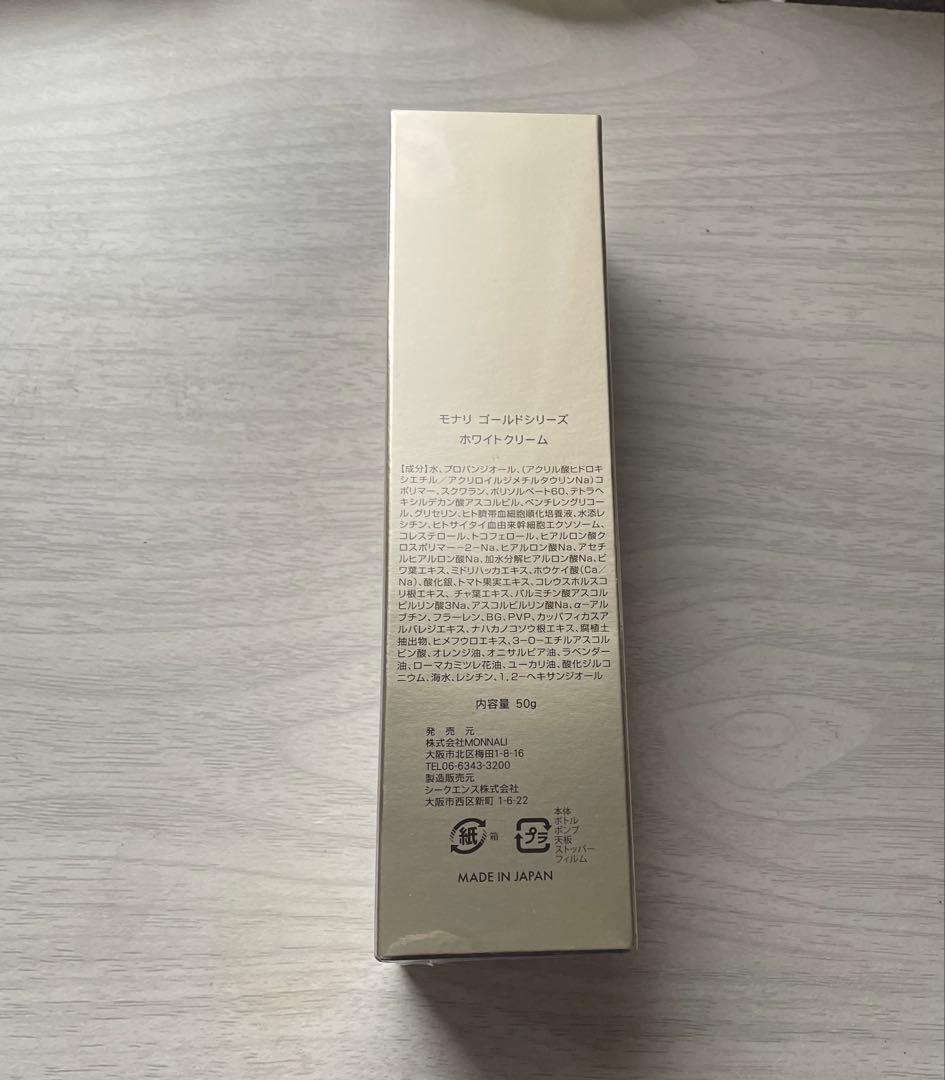 モナリ ゴールドシリーズ
ホワイトクリーム
【成分】水、プロパンジオール、(アクリル酸ヒドロキ
シエチル/アクリロイルジメチルタウリンNa)コ
ポリマー、スクワラン、ポリソルベート60、テトラヘ
キシルデカン酸アスコルビル、ペンチレングリコー
ル、グリセリン、ヒト臍帯血細胞順化培養液、水添レ
シチン、ヒトサイタイ血由来幹細胞エクソソーム、
コレステロール、トコフェロール、ヒアルロン酸ク
ロスポリマー-2-Na、ヒアルロン酸Na、アセチ
ルヒアルロン酸Na、加水分解ヒアルロン酸Na、ビ
ワ葉エキス、ミドリハッカエキス、ホウケイ酸(Ca/
Na)、酸化銀、トマト果実エキス、コレウスホルスコ
リ根エキス、チャ葉エキス、パルミチン酸アスコル
ビルリン酸3Na、アスコルビルリン酸Na、α-アル
ブチン、フラーレン、BG、PVP、カッパフィカスア
ルバレジエキス、ナハカノコソウ根エキス、腐植土
抽出物、ヒメフウロエキス、3-O-エチルアスコル
ビン酸、オレンジ油、オニサルビア油、ラベンダー
油、ローマカミツレ花油、ユーカリ油、酸化ジルコ
ニウム、海水、レシチン、1,2-ヘキサンジオール
内容量 50g
発売元
株式会社MONNALI
大阪市北区梅田1-8-16
TEL06-6343-3200
製造販売元
シークエンス株式会社
大阪市西区新町 1-6-22
紙 箱
プラ
本体
ボトル
ポンプ
天板
ストッパー
フィルム
MADE IN JAPAN